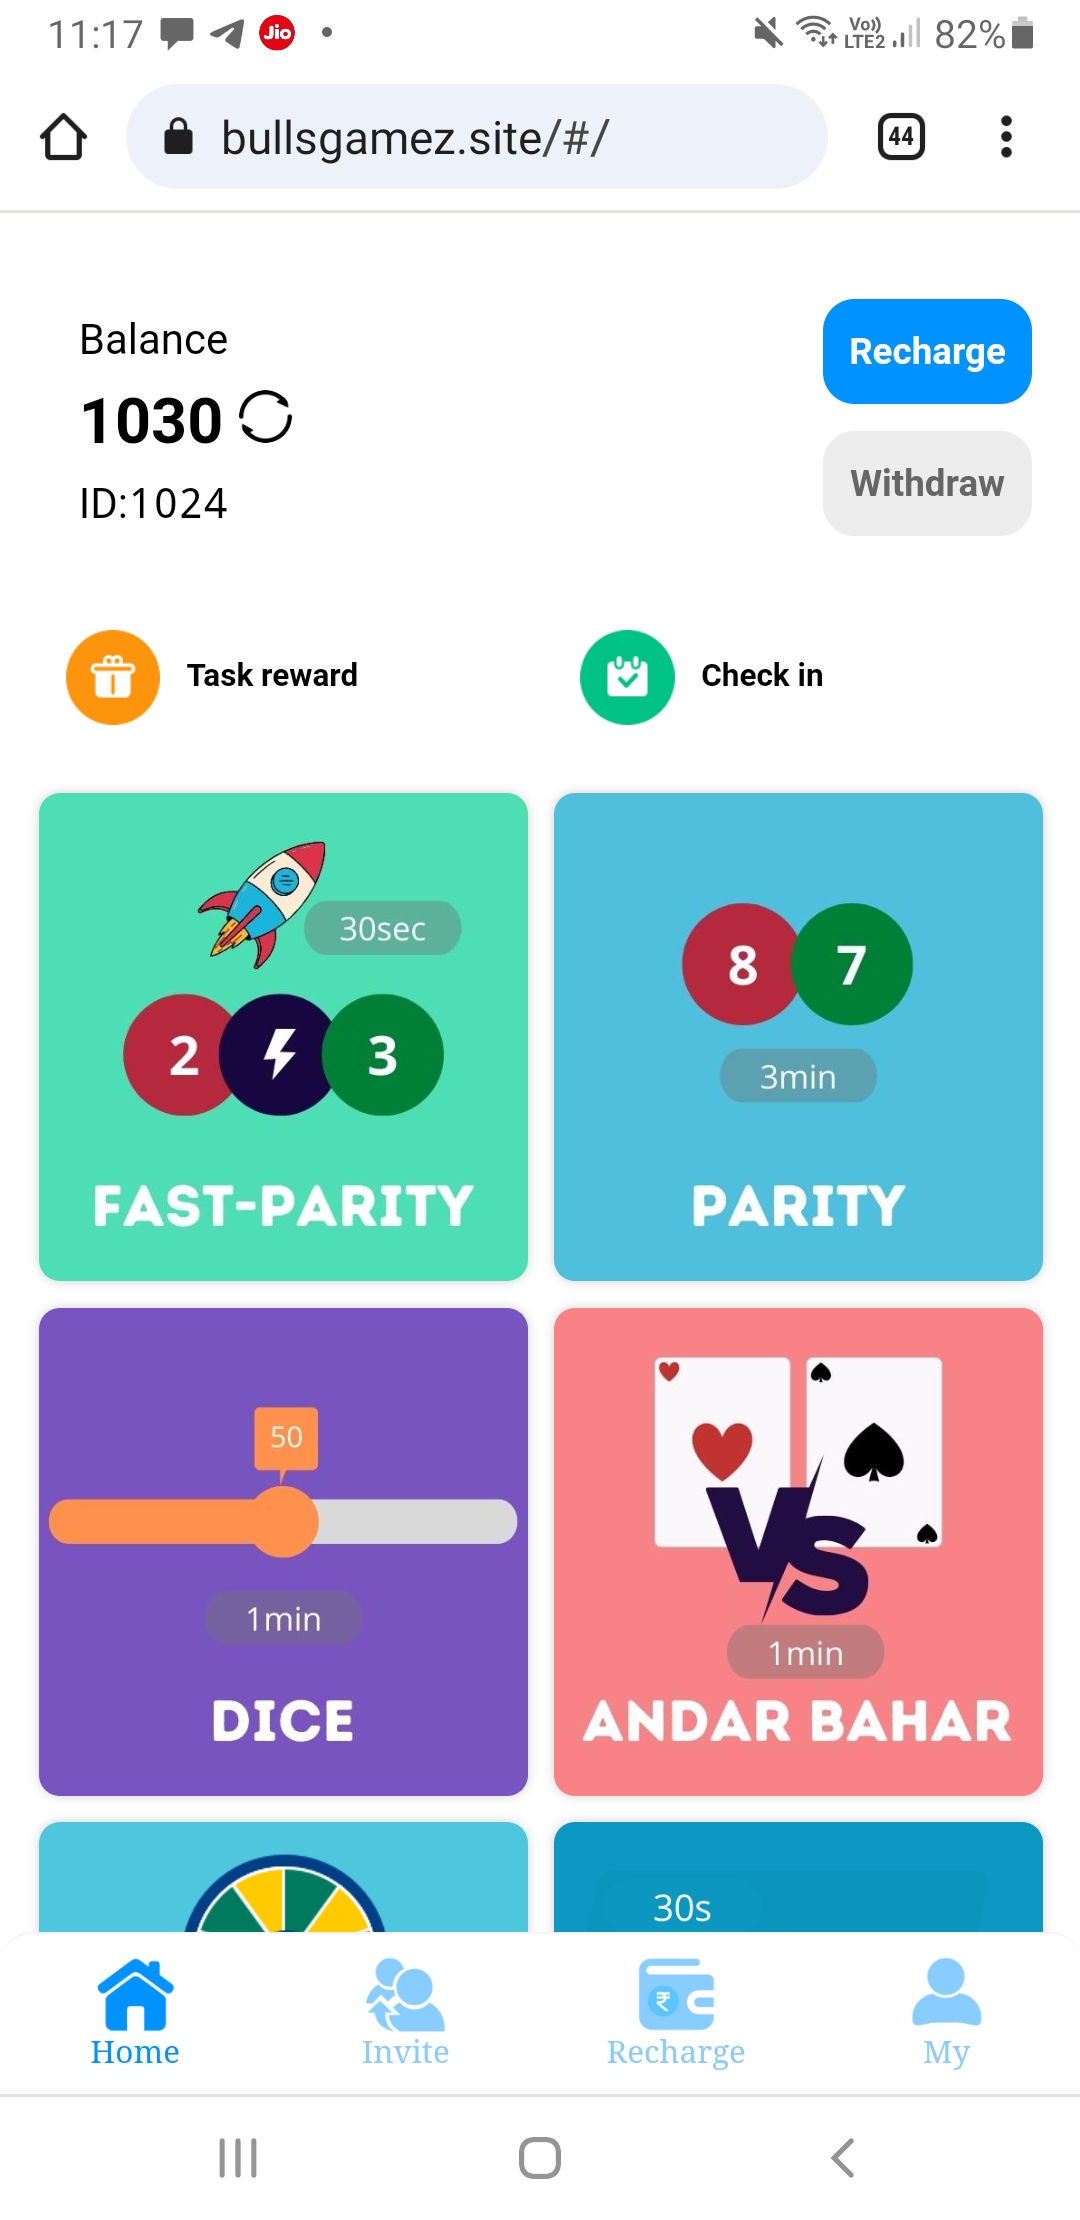 11:17 Jio Vo)) LTE2 82%
bullsgamez.site/#/ 44
Balance
Recharge
1030
Withdraw
ID:1024
Task reward Check in
30sec
2 3
FAST-PARITY
8 7
3min
PARITY
50
1min
DICE
VS
1min
ANDAR BAHAR
30s
₹
Home Invite Recharge My